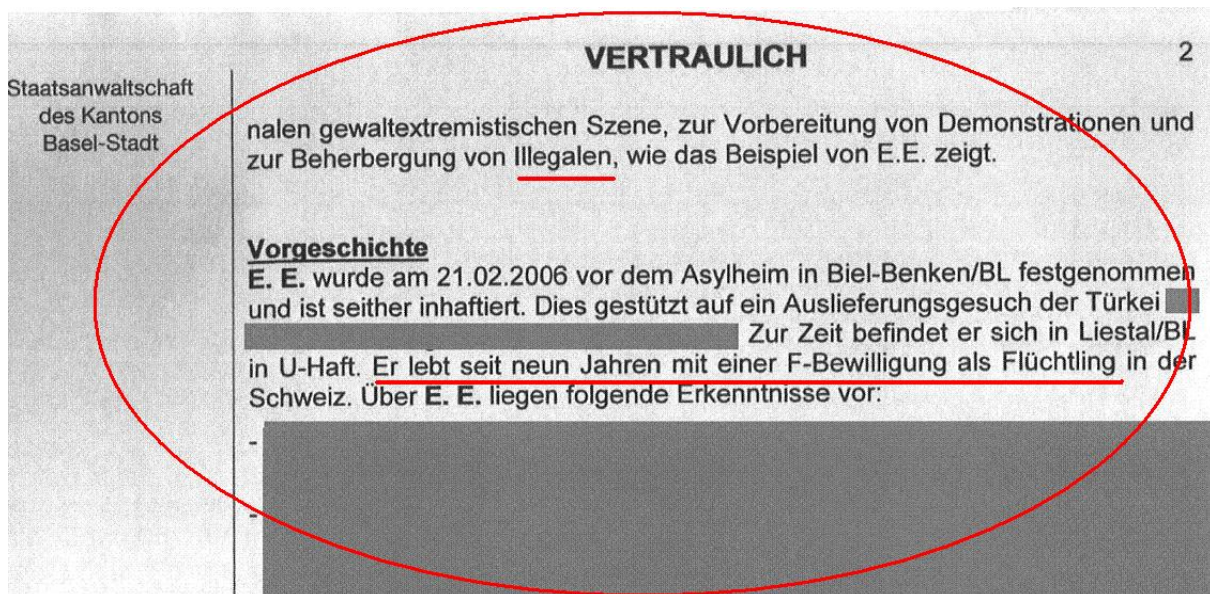 VERTRAULICH
2
Staatsanwaltschaft
des Kantons
Basel-Stadt
nalen gewaltextremistischen Szene, zur Vorbereitung von Demonstrationen und
zur Beherbergung von Illegalen, wie das Beispiel von E.E. zeigt.
Vorgeschichte
E. E. wurde am 21.02.2006 vor dem Asylheim in Biel-Benken/BL festgenommen
und ist seither inhaftiert. Dies gestützt auf ein Auslieferungsgesuch der Türkei
Zur Zeit befindet er sich in Liestal/BL
in U-Haft. Er lebt seit neun Jahren mit einer F-Bewilligung als Flüchtling in der
Schweiz. Über E. E. liegen folgende Erkenntnisse vor:
-
-